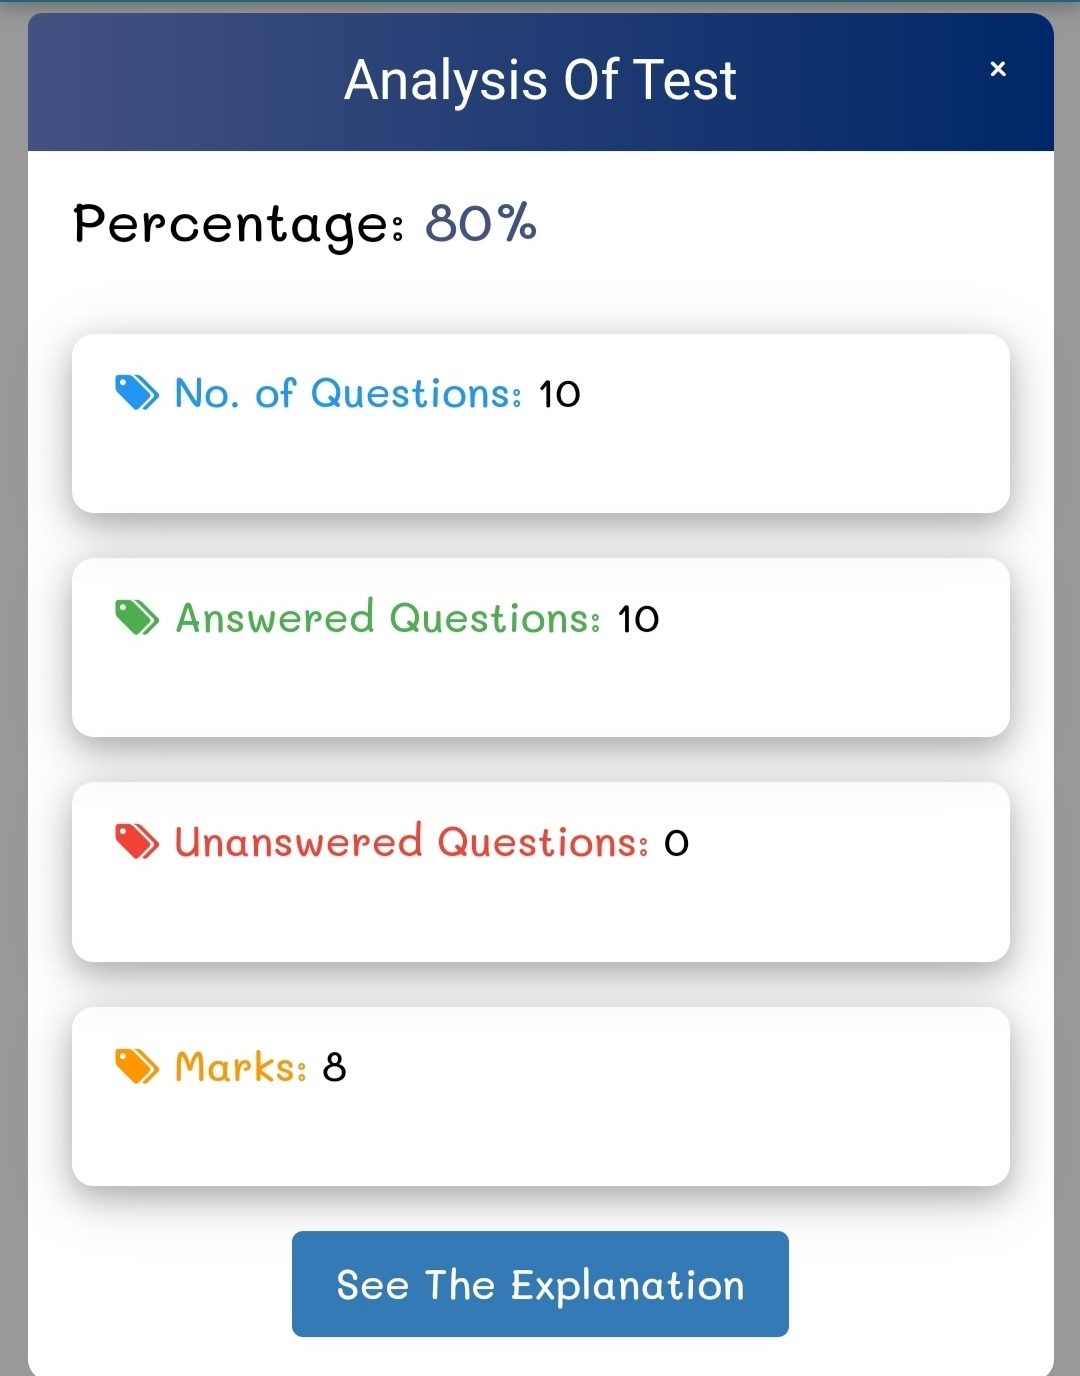 Analysis Of Test
×
Percentage: 80%
No. of Questions: 10
Answered Questions: 10
Unanswered Questions: 0
Marks: 8
See The Explanation